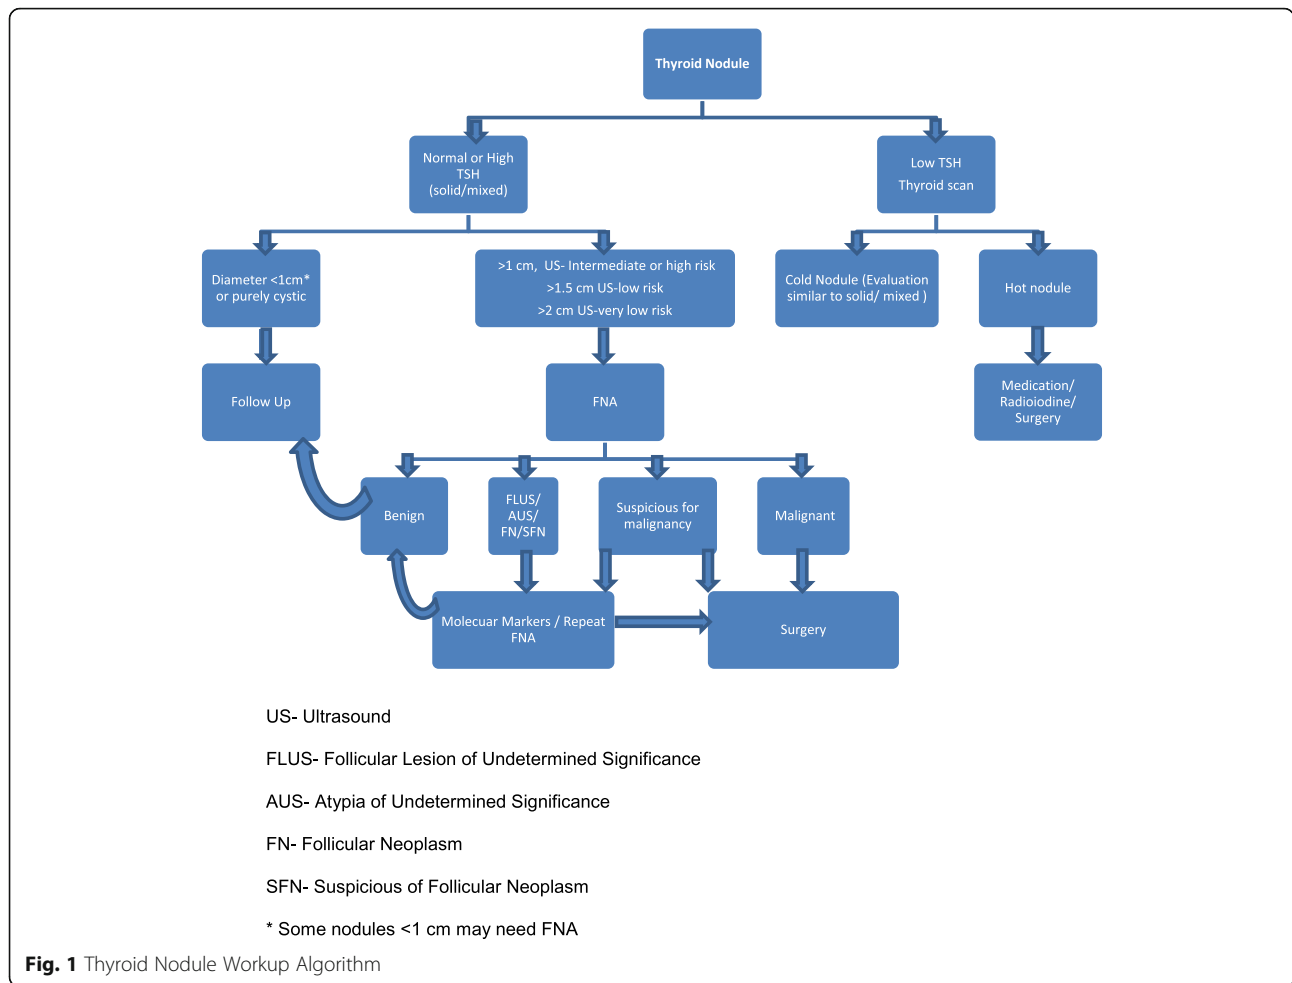 Thyroid Nodule
Normal or High
TSH
(solid/mixed)
Low TSH
Thyroid scan
Diameter <1cm*
or purely cystic
>1 cm, US- Intermediate or high risk
>1.5 cm US-low risk
>2 cm US-very low risk
Cold Nodule (Evaluation
similar to solid/ mixed )
Hot nodule
Follow Up
FNA
Medication/
Radioiodine/
Surgery
Benign
FLUS/
AUS/
FN/SFN
Suspicious for
malignancy
Malignant
Molecuar Markers / Repeat
FNA
Surgery
US- Ultrasound
FLUS- Follicular Lesion of Undetermined Significance
AUS- Atypia of Undetermined Significance
FN- Follicular Neoplasm
SFN- Suspicious of Follicular Neoplasm
* Some nodules <1 cm may need FNA
Fig. 1 Thyroid Nodule Workup Algorithm